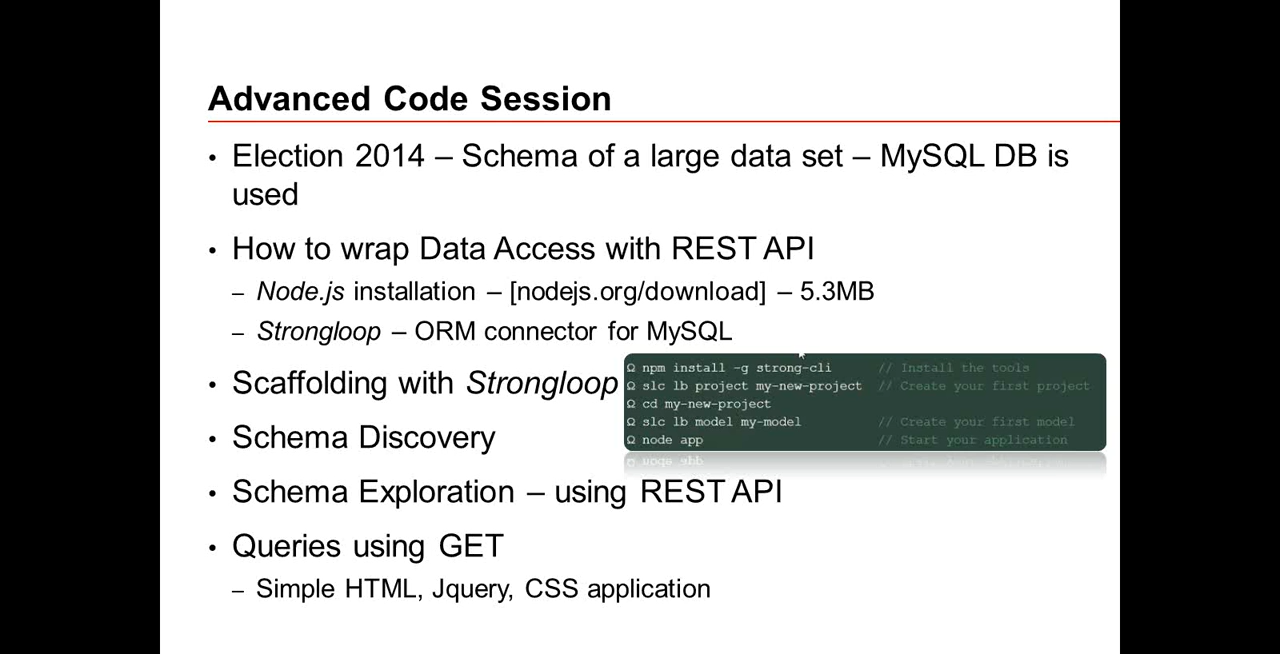 Advanced Code Session
• Election 2014 – Schema of a large data set – MySQL DB is
used
• How to wrap Data Access with REST API
– Node.js installation – [nodejs.org/download] – 5.3MB
– Strongloop – ORM connector for MySQL
• Scaffolding with Strongloop
Ω npm install -g strong-cli // Install the tools
Ω slc lb project my-new-project // Create your first project
Ω cd my-new-project
Ω slc lb model my-model // Create your first model
Ω node app // Start your application
• Schema Discovery
• Schema Exploration – using REST API
• Queries using GET
– Simple HTML, Jquery, CSS application